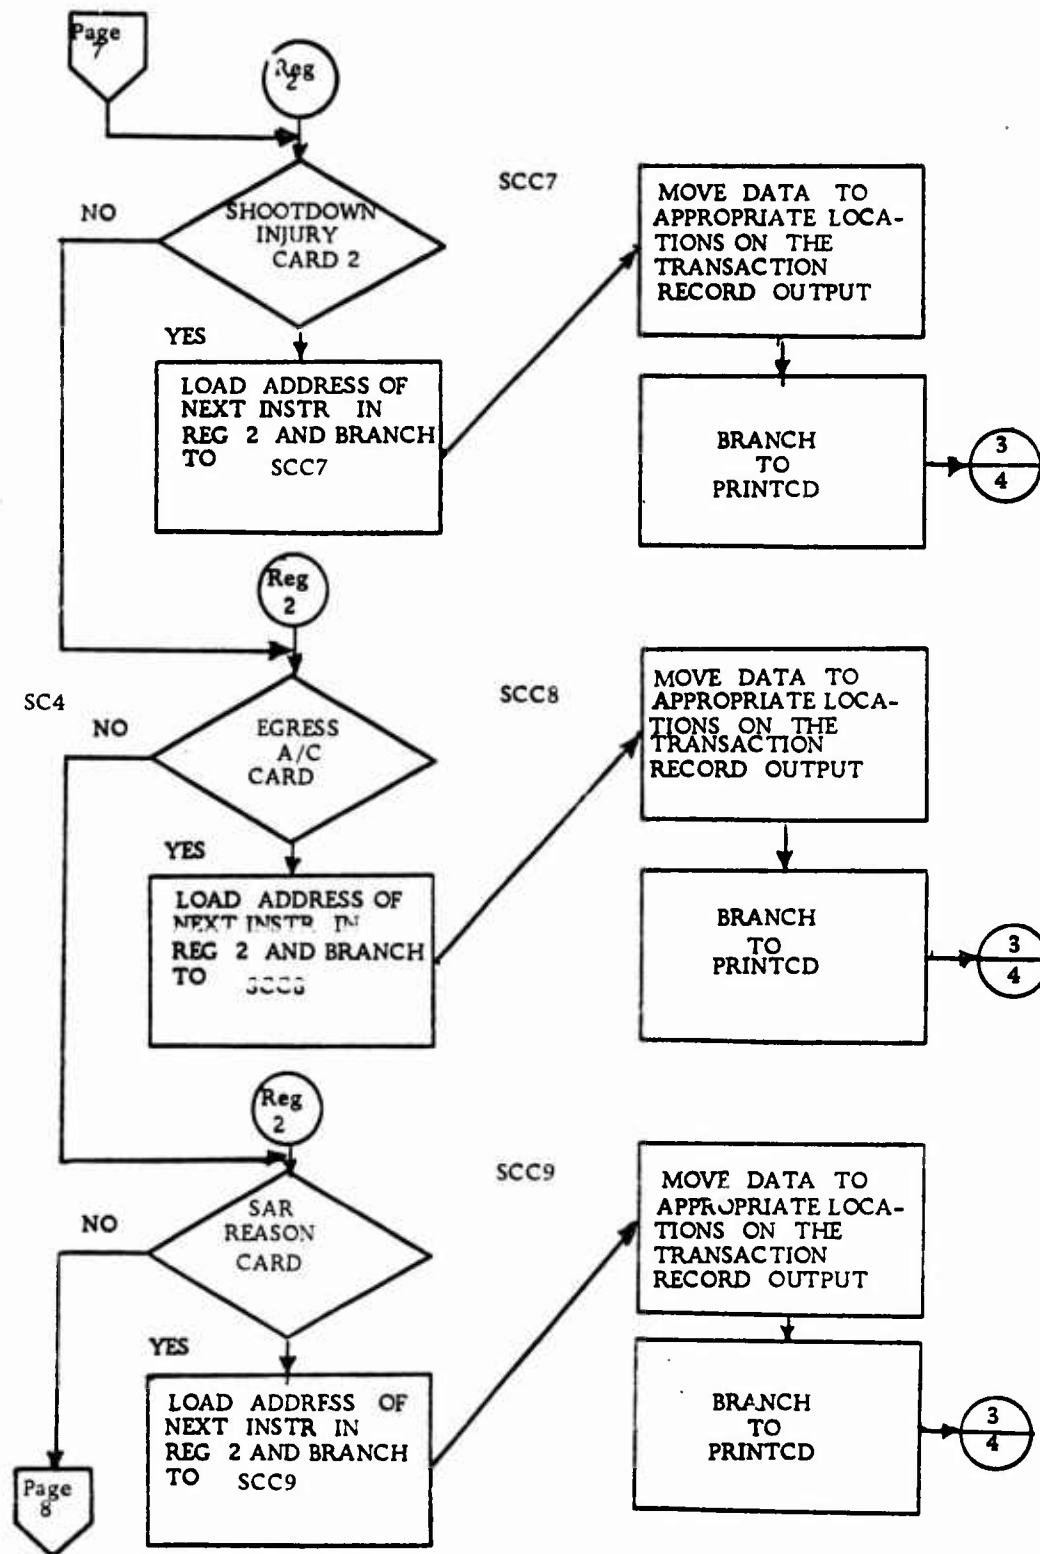 Page
7
Reg
2
NO
SHOOTDOWN
INJURY
CARD 2
YES
LOAD ADDRESS OF
NEXT INSTR IN
REG 2 AND BRANCH
TO SCC7
SCC7
MOVE DATA TO
APPROPRIATE LOCA-
TIONS ON THE
TRANSACTION
RECORD OUTPUT
BRANCH
TO
PRINTCD
3
4
Reg
2
SC4
NO
EGRESS
A/C
CARD
YES
LOAD ADDRESS OF
NEXT INSTR IN
REG 2 AND BRANCH
TO SCC8
SCC8
MOVE DATA TO
APPROPRIATE LOCA-
TIONS ON THE
TRANSACTION
RECORD OUTPUT
BRANCH
TO
PRINTCD
3
4
Reg
2
NO
SAR
REASON
CARD
YES
LOAD ADDRESS OF
NEXT INSTR IN
REG 2 AND BRANCH
TO SCC9
SCC9
MOVE DATA TO
APPROPRIATE LOCA-
TIONS ON THE
TRANSACTION
RECORD OUTPUT
BRANCH
TO
PRINTCD
3
4
Page
8